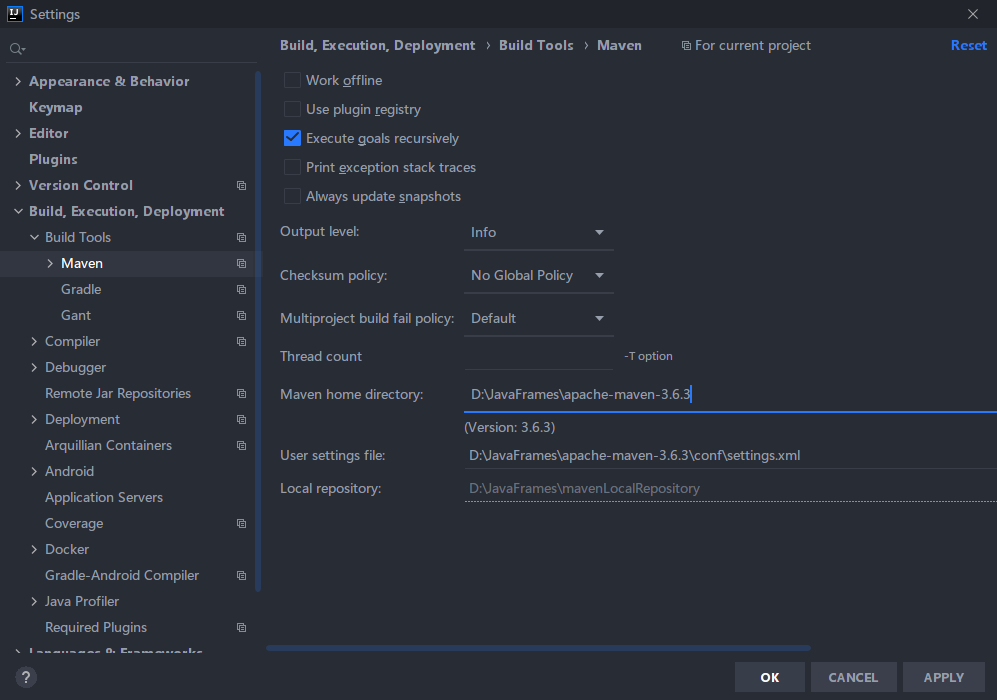 IJ Settings
Build, Execution, Deployment › Build Tools › Maven For current project Reset
Appearance & Behavior
Keymap
Editor
Plugins
Version Control
Build, Execution, Deployment
Build Tools
Maven
Gradle
Gant
Compiler
Debugger
Remote Jar Repositories
Deployment
Arquillian Containers
Android
Application Servers
Coverage
Docker
Gradle-Android Compiler
Java Profiler
Required Plugins
Languages & Frameworks
Work offline
Use plugin registry
Execute goals recursively
Print exception stack traces
Always update snapshots
Output level: Info
Checksum policy: No Global Policy
Multiproject build fail policy: Default
Thread count -T option
Maven home directory: D:\JavaFrames\apache-maven-3.6.3
(Version: 3.6.3)
User settings file: D:\JavaFrames\apache-maven-3.6.3\conf\settings.xml
Local repository: D:\JavaFrames\mavenLocalRepository
? OK CANCEL APPLY